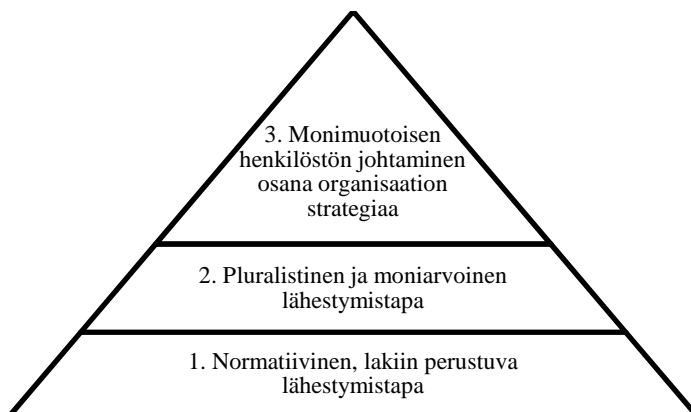 3. Monimuotoisen
henkilöstön johtaminen
osana organisaation
strategiaa
2. Pluralistinen ja moniarvoinen
lähestymistapa
1. Normatiivinen, lakiin perustuva
lähestymistapa